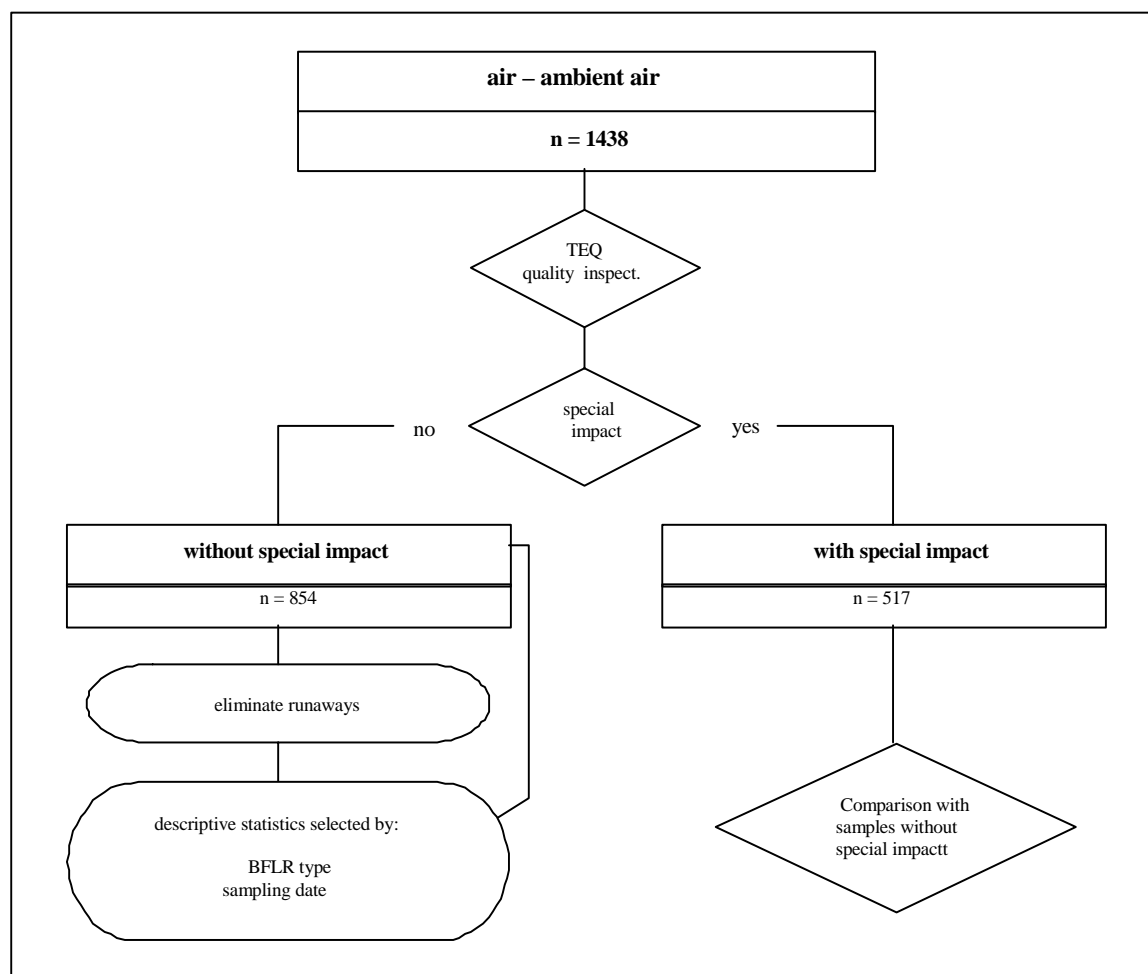 air – ambient air
n = 1438
TEQ
quality inspect.
special
impact
no
yes
without special impact
n = 854
with special impact
n = 517
eliminate runaways
descriptive statistics selected by:
BFLR type
sampling date
Comparison with
samples without
special impactt